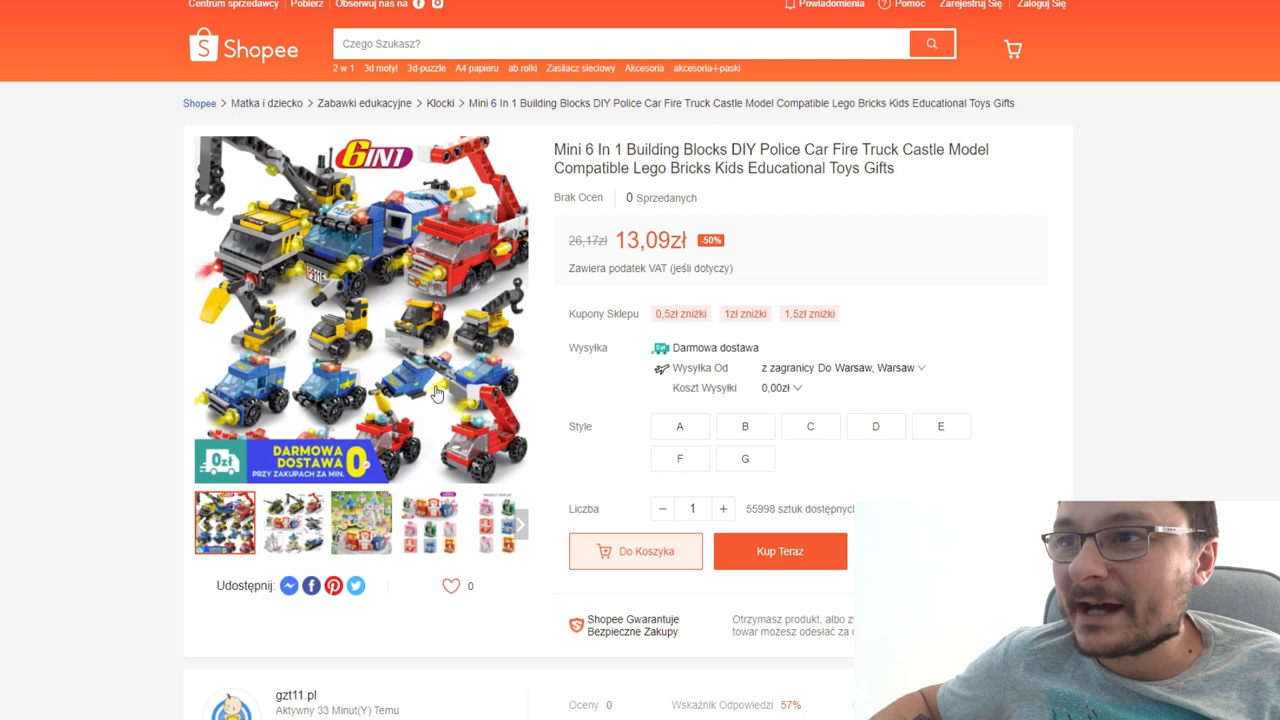 Centrum sprzedawcy Pobierz Obserwuj nas na Powiadomienia Pomoc Zarejestruj Się Zaloguj Się
Shopee Czego Szukasz?
2 w 1 3d motyl 3d-puzzle A4 papieru ab rolki Zasilacz sieciowy Akcesoria akcesoria-i-paski
Shopee > Matka i dziecko > Zabawki edukacyjne > Klocki > Mini 6 In 1 Building Blocks DIY Police Car Fire Truck Castle Model Compatible Lego Bricks Kids Educational Toys Gifts
6IN1
DARMOWA
DOSTAWA 0zł
PRZY ZAKUPACH ZA MIN.
0zł
Udostępnij: 0
Mini 6 In 1 Building Blocks DIY Police Car Fire Truck Castle Model
Compatible Lego Bricks Kids Educational Toys Gifts
Brak Ocen 0 Sprzedanych
26,17zł 13,09zł -50%
Zawiera podatek VAT (jeśli dotyczy)
Kupony Sklepu 0,5zł zniżki 1zł zniżki 1,5zł zniżki
Wysyłka Darmowa dostawa
Wysyłka Od z zagranicy Do Warsaw, Warsaw
Koszt Wysyłki 0,00zł
Style A B C D E
F G
Liczba − 1 + 55998 sztuk dostępnych
Do Koszyka Kup Teraz
Shopee Gwarantuje
Bezpieczne Zakupy
Otrzymasz produkt, albo z
towar możesz odesłać za
gzt11.pl
Aktywny 33 Minut(Y) Temu
Oceny 0 Wskaźnik Odpowiedzi 57%